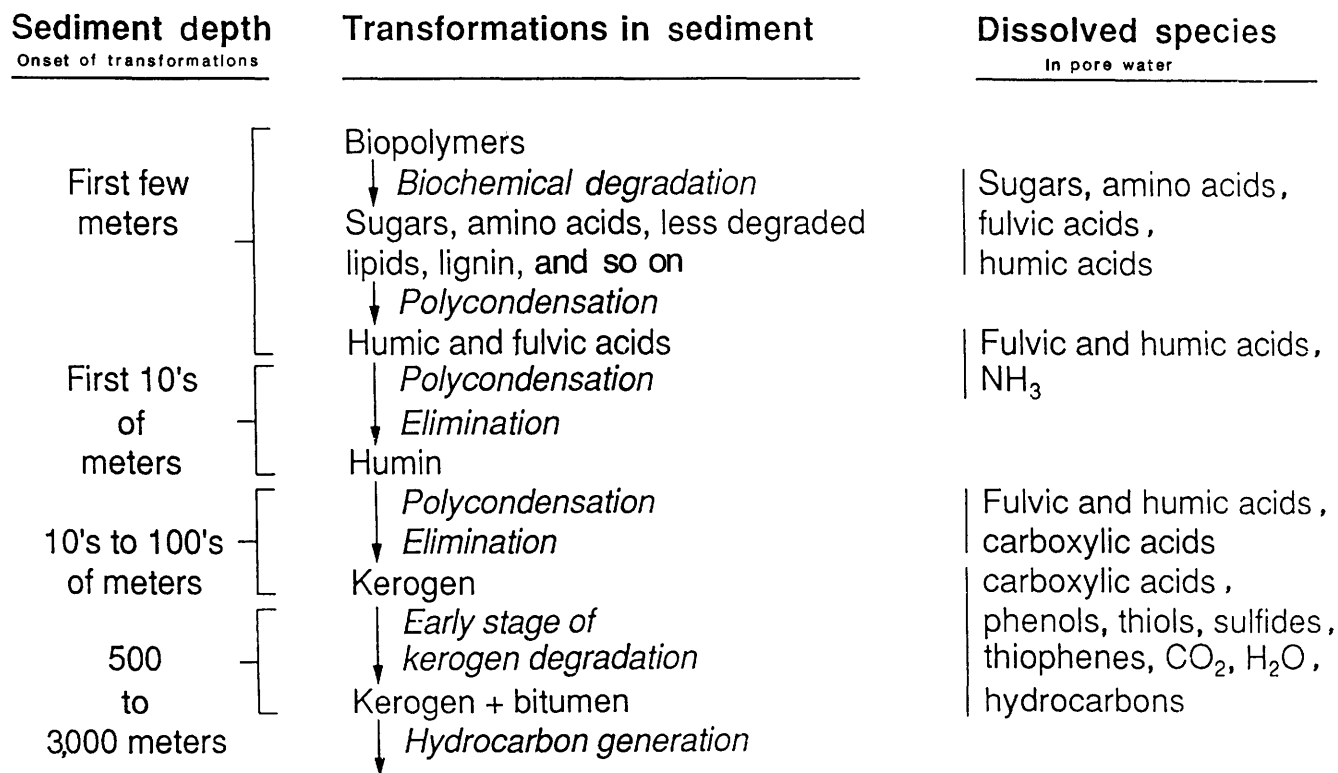 Sediment depth
Onset of transformations
First few
meters
First 10's
of
meters
10's to 100's
of meters
500
to
3,000 meters
Transformations in sediment
Biopolymers
Biochemical degradation
Sugars, amino acids, less degraded
lipids, lignin, and so on
Polycondensation
Humic and fulvic acids
Polycondensation
Elimination
Humin
Polycondensation
Elimination
Kerogen
Early stage of
kerogen degradation
Kerogen + bitumen
Hydrocarbon generation
Dissolved species
In pore water
Sugars, amino acids,
fulvic acids,
humic acids
Fulvic and humic acids,
NH₃
Fulvic and humic acids,
carboxylic acids
carboxylic acids,
phenols, thiols, sulfides,
thiophenes, CO₂, H₂O,
hydrocarbons